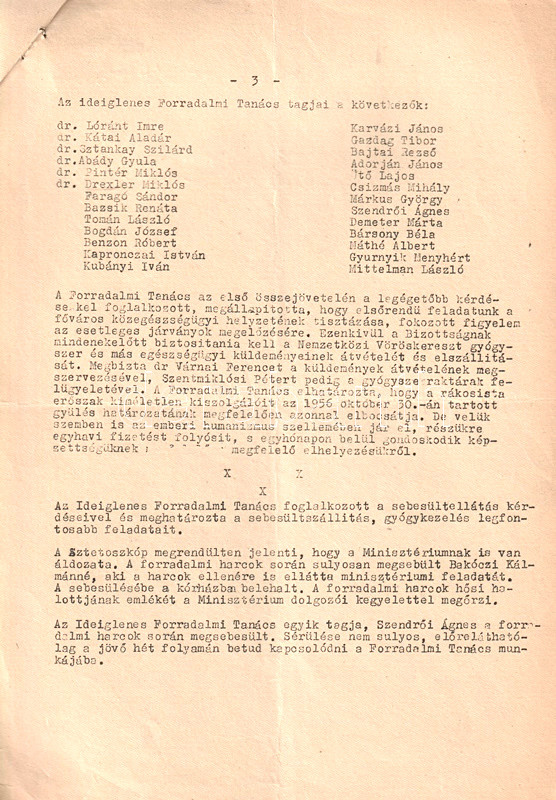 - 3 -
Az ideiglenes Forradalmi Tanács tagjai a következők:
dr. Lóránt Imre
dr. Kátai Aladár
dr.Sztankay Szilárd
dr.Abády Gyula
dr. Pintér Miklós
dr. Drexler Miklós
Faragó Sándor
Bazsik Renáta
Tomán László
Bogdán József
Benzon Róbert
Kapronczai István
Kubányi Iván
Karvázi János
Gazdag Tibor
Bajtai Rezső
Adorján János
Ütő Lajos
Csizmás Mihály
Márkus György
Szendrői Ágnes
Demeter Márta
Bársony Béla
Máthé Albert
Gyurnyik Menyhért
Mittelman László
A Forradalmi Tanács az első összejövetelén a legégetőbb kérdé-
sekkel foglalkozott, megállapította, hogy elsőrendű feladatunk a
főváros közegészségügyi helyzetének tisztázása, fokozott figyelem
az esetleges járványok megelőzésére. Ezenkívül a Bizottságnak
mindenekelőtt biztositania kell a Nemzetközi Vöröskereszt gyógy-
szer és más egészségügyi küldeményeinek átvételét és elszállitá-
sát. Megbizta dr Várnai Ferencet a küldemények átvételének meg-
szervezésével, Szentmiklósi Pétert pedig a gyógyszerraktárak fe-
lügyeletével. A Forradalmi Tanács elhatározta, hogy a rákosista
erőszak kiméletlen kiszolgálóit az 1956 október 30.-án tartott
gyülés határozatának megfelelően azonnal elbocsátja. De velük
szemben is az emberi humanizmus szellemében jár el, részükre
egyhavi fizetést folyósit, s egyhónapon belül gondoskodik kép-
zettségüknek megfelelő elhelyezésükről.
X X
X
Az Ideiglenes Forradalmi Tanács foglalkozott a sebesültellátás kér-
déseivel és meghatározta a sebesültszállitás, gyógykezelés legfon-
tosabb feladatait.
A Sztetoszkóp megrendülten jelenti, hogy a Minisztériumnak is van
áldozata. A forradalmi harcok során sulyosan megsebült Bakóczi Kál-
mánné, aki a harcok ellenére is ellátta minisztériumi feladatát.
A sebesülésébe a kórházban belehalt. A forradalmi harcok hősi ha-
lottjának emlékét a Minisztérium dolgozói kegyelettel megőrzi.
Az Ideiglenes Forradalmi Tanács egyik tagja, Szendrői Ágnes a forra-
dalmi harcok során megsebesült. Sérülése nem sulyos, előrelátható-
lag a jövő hét folyamán betud kapcsolódni a Forradalmi Tanács mun-
kájába.